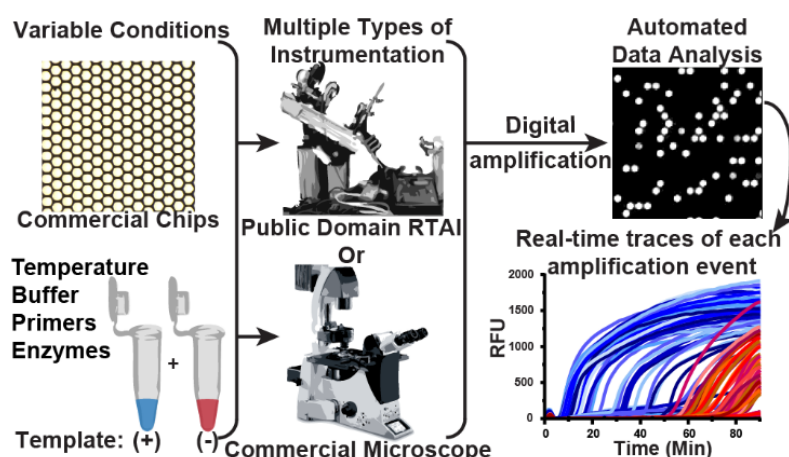 Variable Conditions
Commercial Chips
Temperature
Buffer
Primers
Enzymes
+
Template: (+) (-)
Multiple Types of
Instrumentation
Public Domain RTAI
Or
Commercial Microscope
Digital
amplification
Automated
Data Analysis
Real-time traces of each
amplification event
RFU
2000
1500
1000
500
0
0 20 40 60 80
Time (Min)